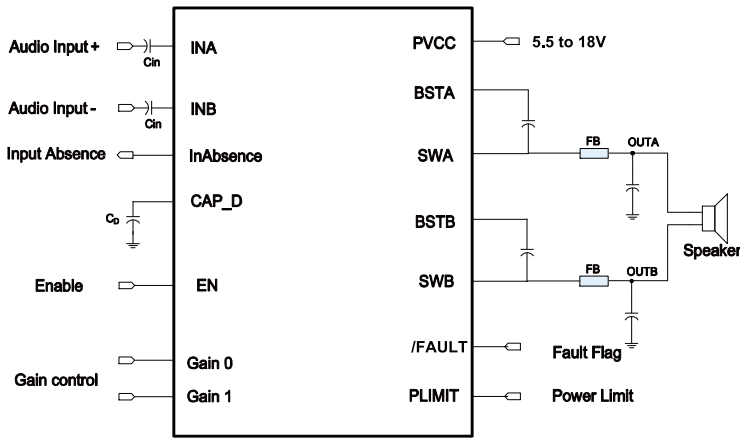 Audio Input +
Cin
INA
PVCC
5.5 to 18V
BSTA
Audio Input -
Cin
INB
FB
OUTA
Input Absence
InAbsence
SWA
CAP_D
CD
BSTB
Speaker
FB
OUTB
Enable
EN
SWB
/FAULT
Fault Flag
Gain 0
Gain control
Gain 1
PLIMIT
Power Limit